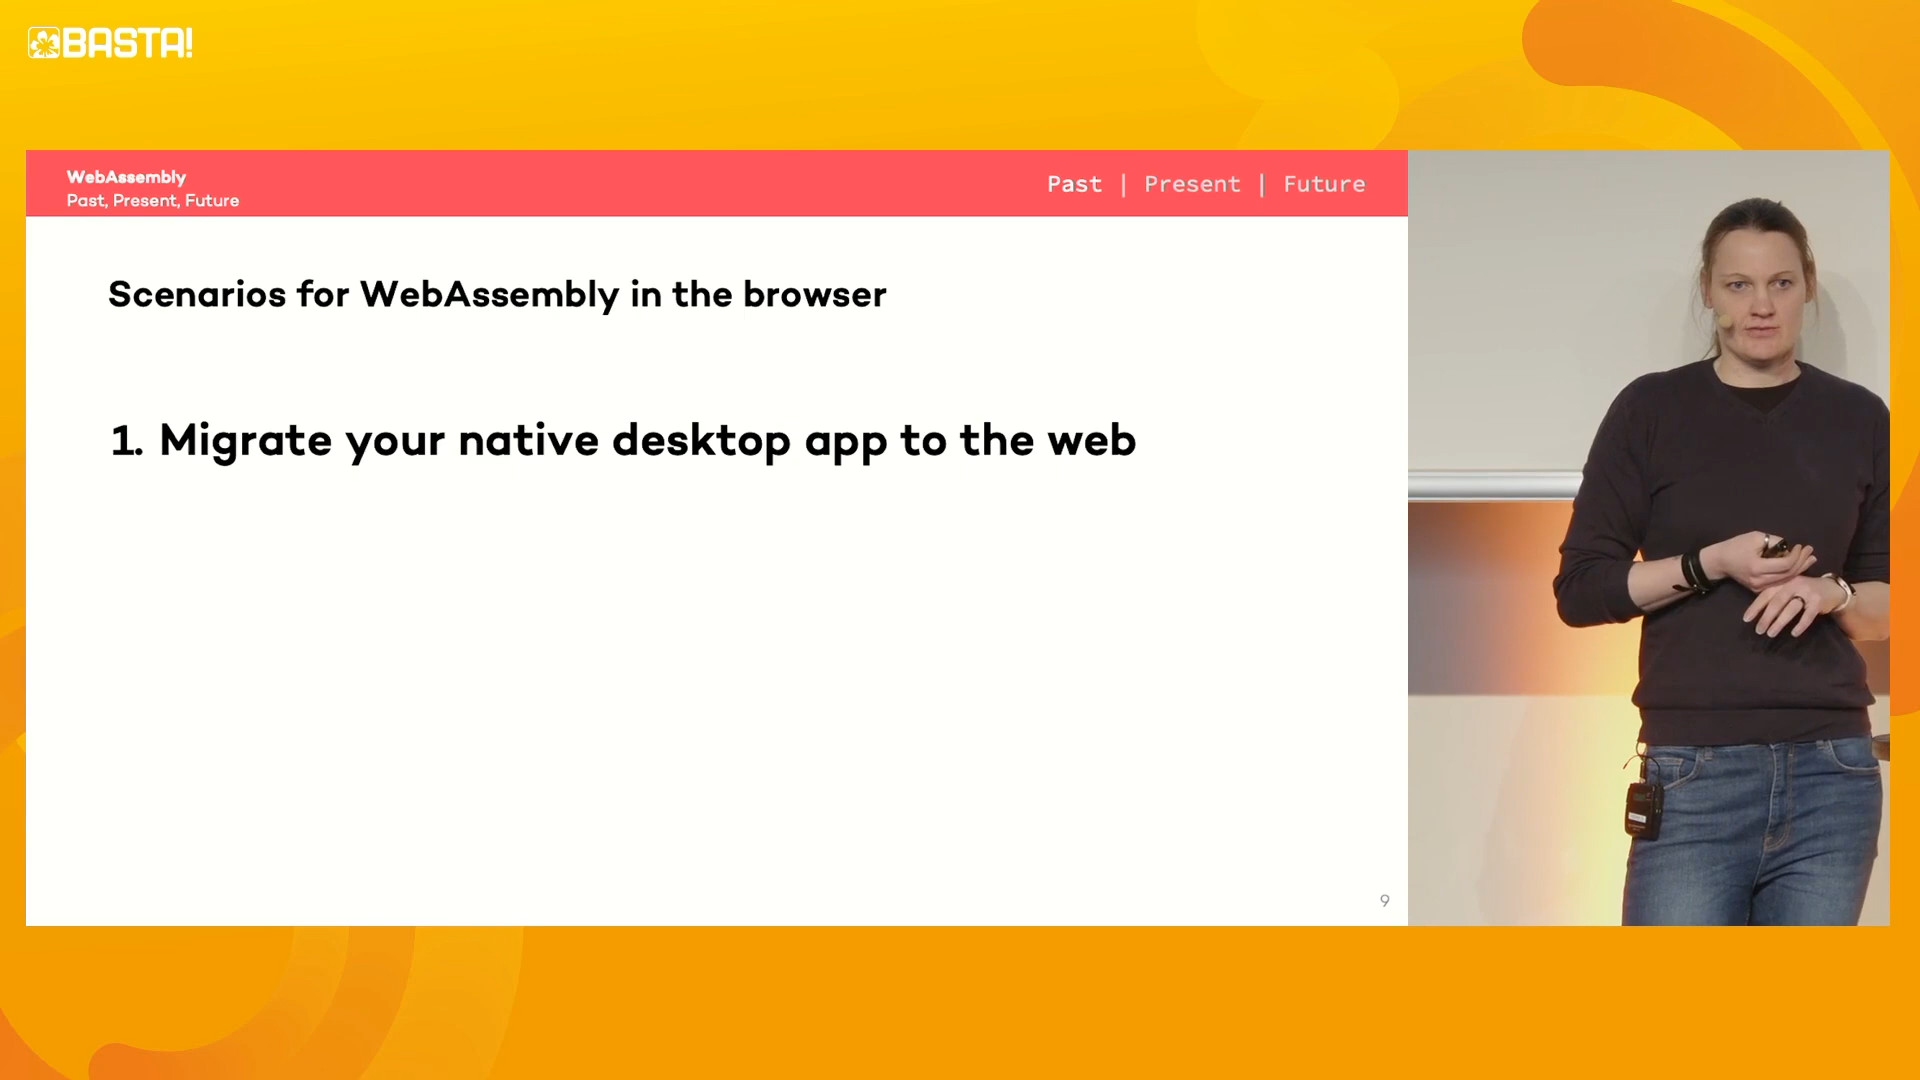 BASTA!
WebAssembly
Past, Present, Future
Past | Present | Future
Scenarios for WebAssembly in the browser
1. Migrate your native desktop app to the web
9